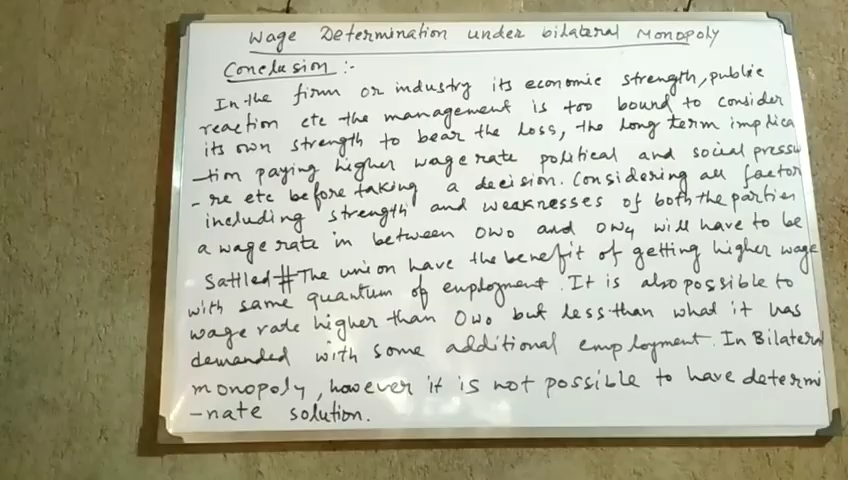 Wage Determination under bilateral Monopoly
Conclusion :-
In the firm or industry its economic strength, public
reaction etc the management is too bound to consider
its own strength to bear the loss, the long term implica
-tion paying higher wage rate political and social pressu
-re etc before taking a decision. Considering all factor
including strength and weaknesses of both the parties
a wage rate in between OW0 and OW4 will have to be
Sattled # The union have the benefit of getting higher wage
with same quantum of employment. It is also possible to
wage rate higher than OW0 but less than what it has
demanded with some additional employment. In Bilateral
monopoly, however it is not possible to have determi
-nate solution.